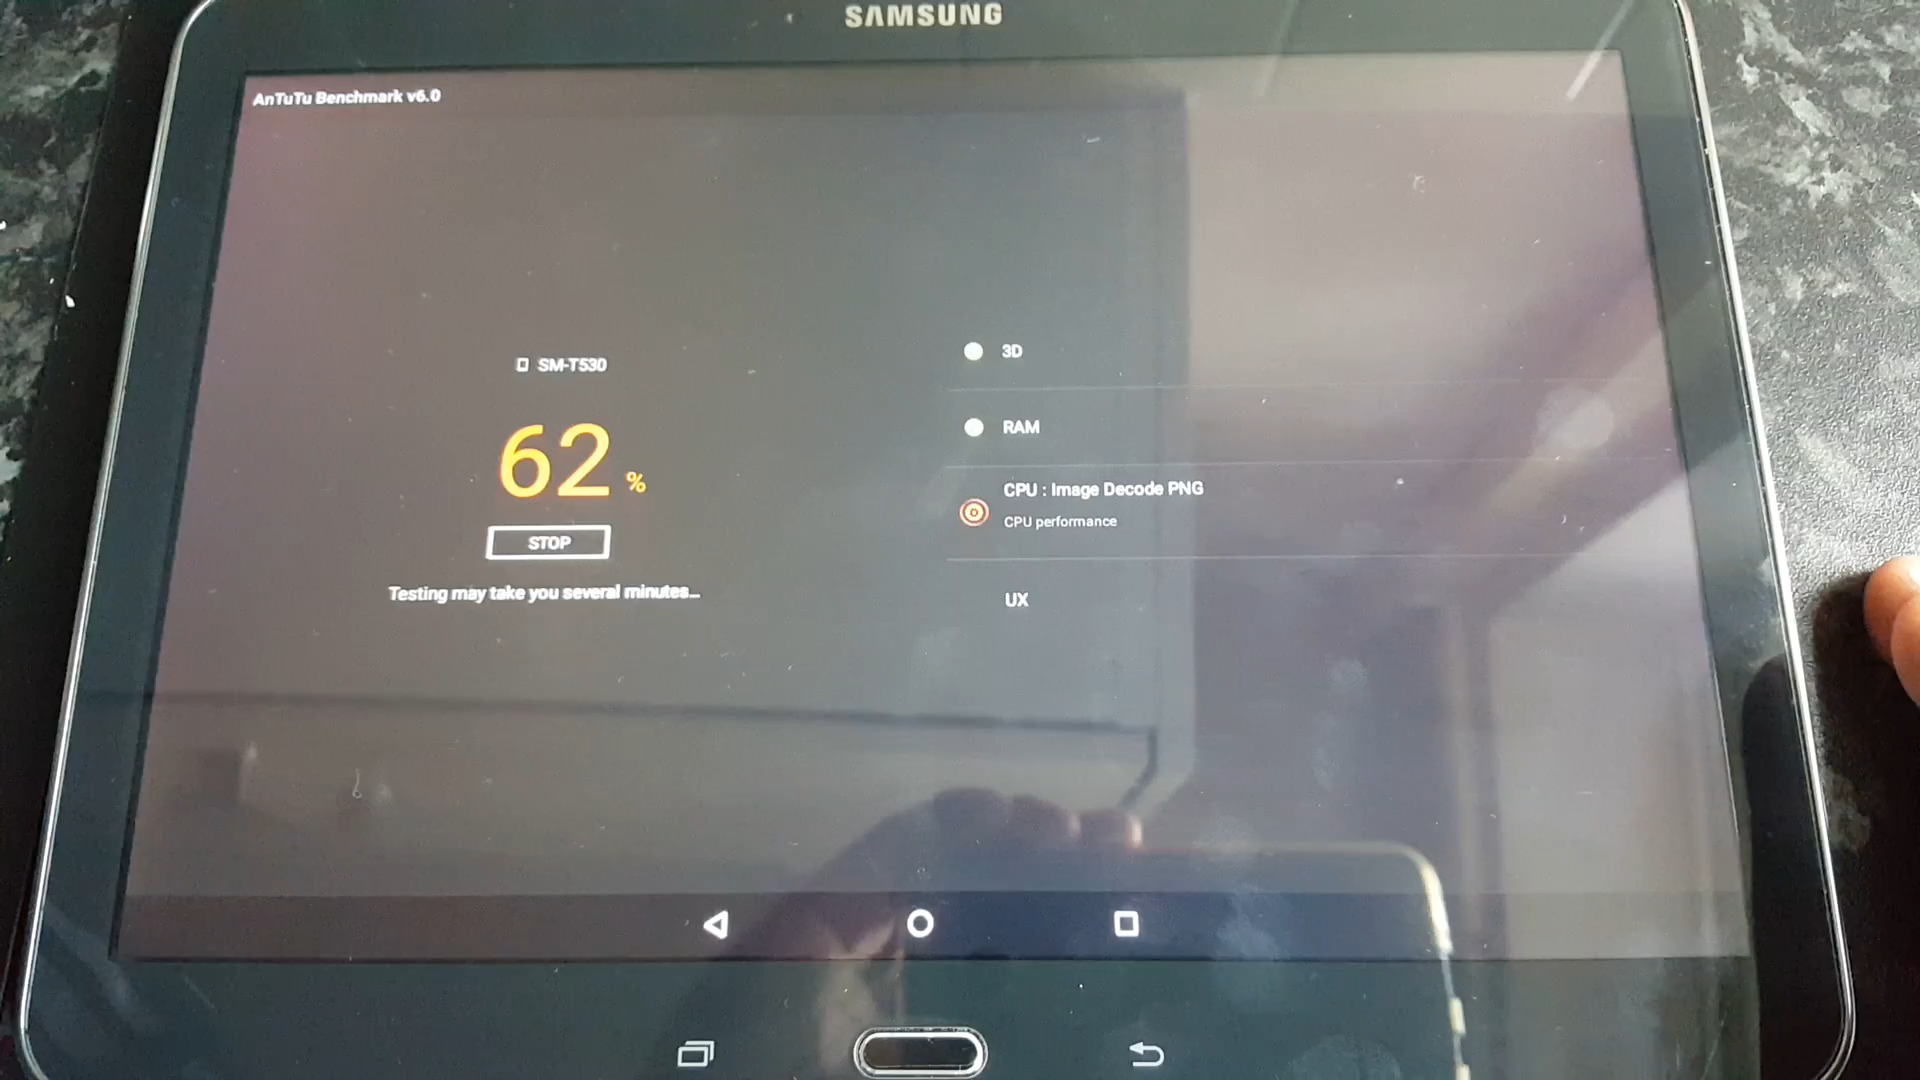 SAMSUNG
AnTuTu Benchmark v6.0
SM-T530
62 %
STOP
Testing may take you several minutes...
3D
RAM
CPU : Image Decode PNG
CPU performance
UX